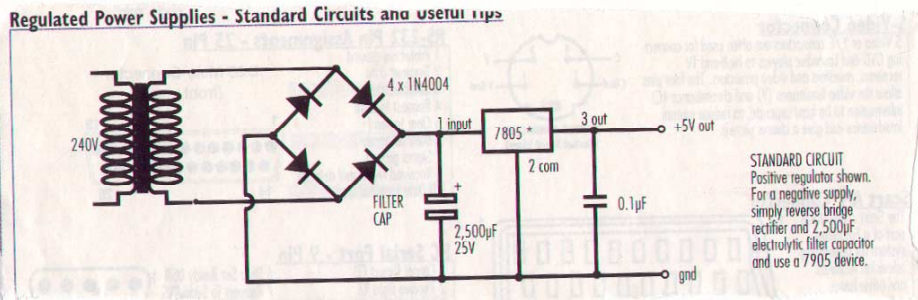 Regulated Power Supplies - Standard Circuits and Useful Tips
4 x 1N4004
240V
1 input
7805 *
3 out
+5V out
2 com
FILTER
CAP
+
2,500µF
25V
0.1µF
gnd
STANDARD CIRCUIT
Positive regulator shown.
For a negative supply,
simply reverse bridge
rectifier and 2,500µF
electrolytic filter capacitor
and use a 7905 device.